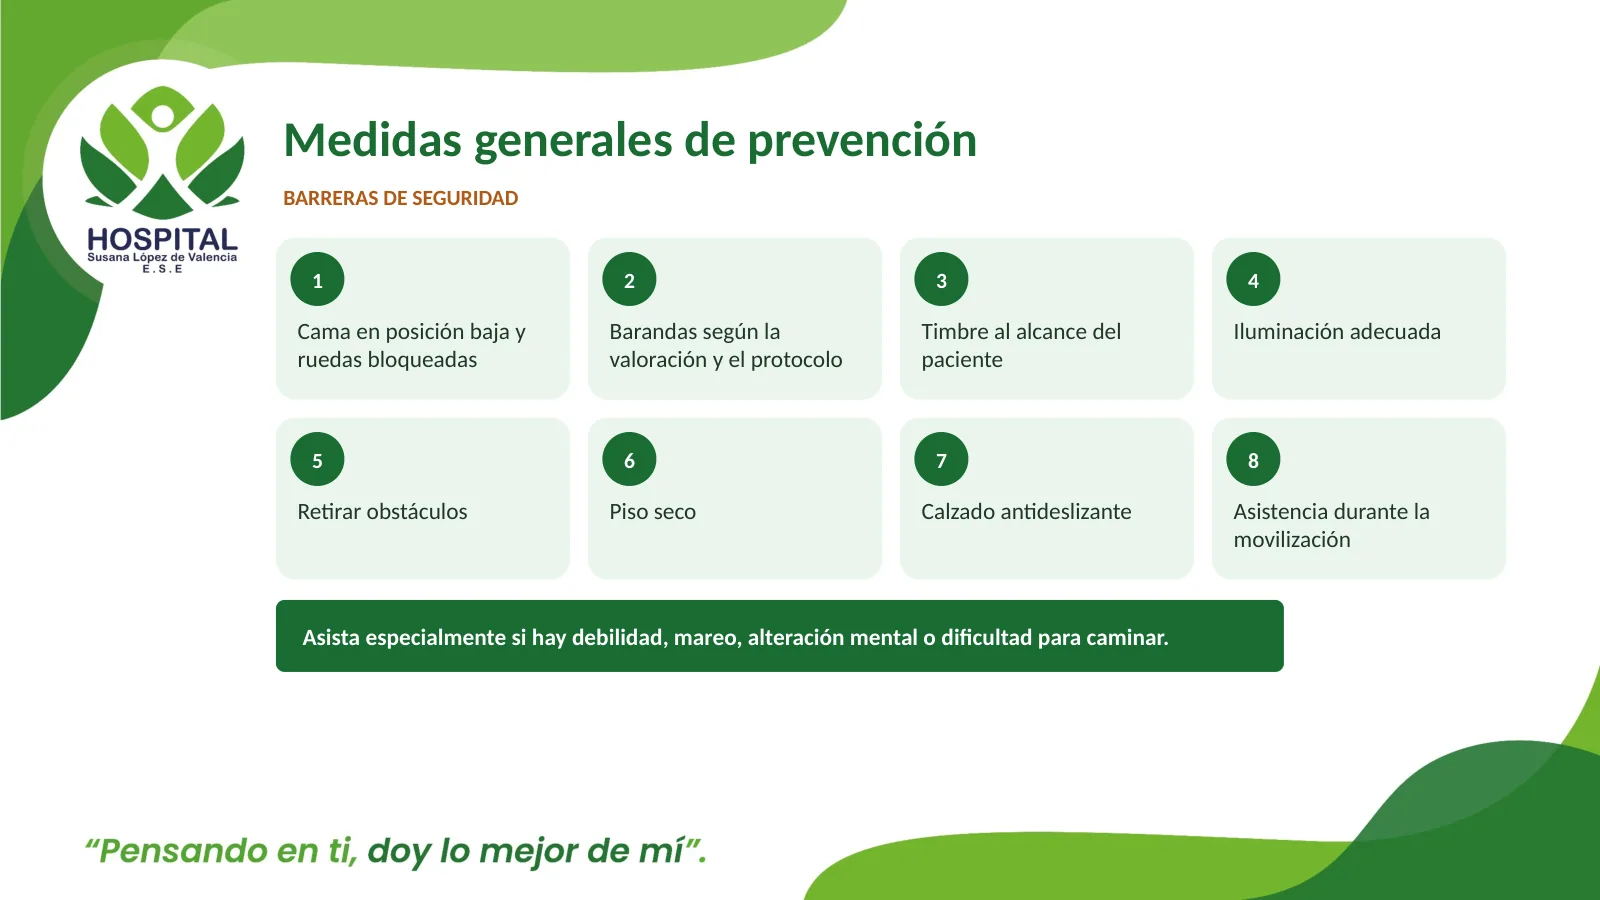 HOSPITAL
Susana López de Valencia
E.S.E
Medidas generales de prevención
BARRERAS DE SEGURIDAD
1
Cama en posición baja y
ruedas bloqueadas
2
Barandas según la
valoración y el protocolo
3
Timbre al alcance del
paciente
4
Iluminación adecuada
5
Retirar obstáculos
6
Piso seco
7
Calzado antideslizante
8
Asistencia durante la
movilización
Asista especialmente si hay debilidad, mareo, alteración mental o dificultad para caminar.
“Pensando en ti, doy lo mejor de mí”.